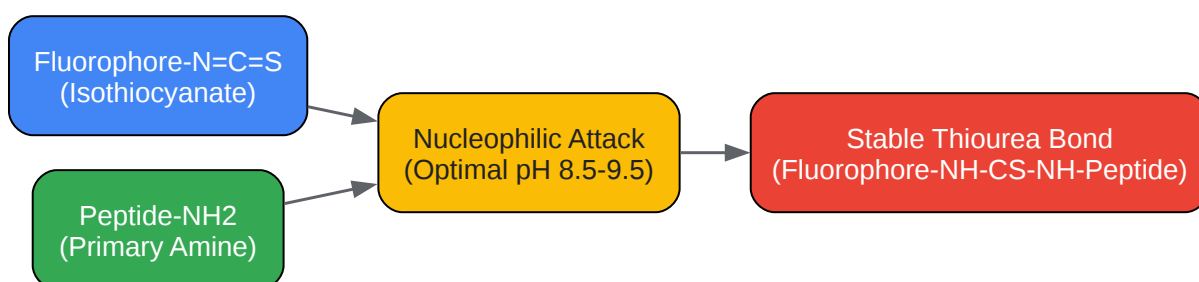 Fluorophore-N=C=S
(Isothiocyanate)
Peptide-NH2
(Primary Amine)
Nucleophilic Attack
(Optimal pH 8.5-9.5)
Stable Thiourea Bond
(Fluorophore-NH-CS-NH-Peptide)